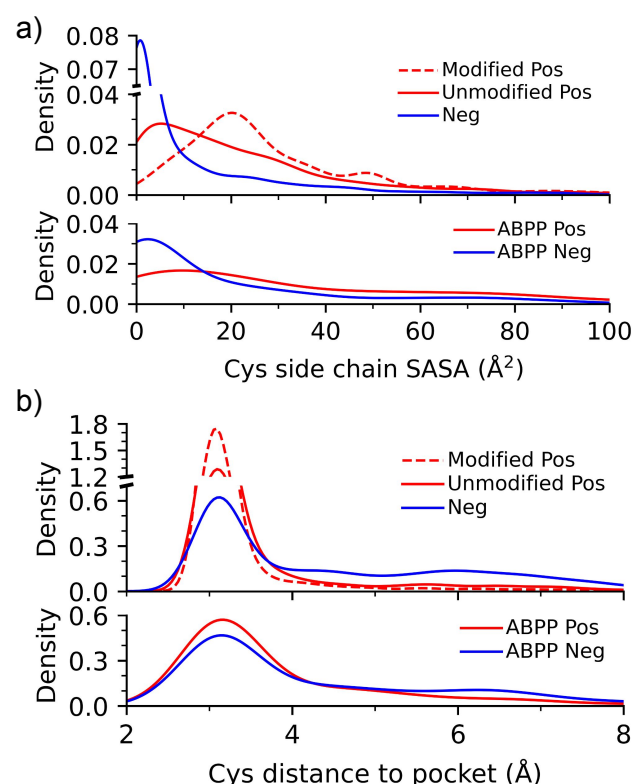 a)
0.08
0.07
0.04
0.02
0.00
Density
Modified Pos
Unmodified Pos
Neg
0.04
0.02
0.00
Density
ABPP Pos
ABPP Neg
0 20 40 60 80 100
Cys side chain SASA (Å²)
b)
1.8
1.5
1.2
0.6
0.3
0.0
Density
Modified Pos
Unmodified Pos
Neg
0.6
0.3
0.0
Density
ABPP Pos
ABPP Neg
2 4 6 8
Cys distance to pocket (Å)